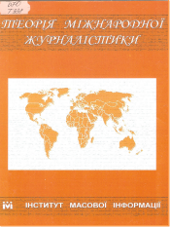 ТЕОРІЯ МІЖНАРОДНОЇ
ЖУРНАЛІСТИКИ
ІНСТИТУТ МАСОВОЇ ІНФОРМАЦІЇ